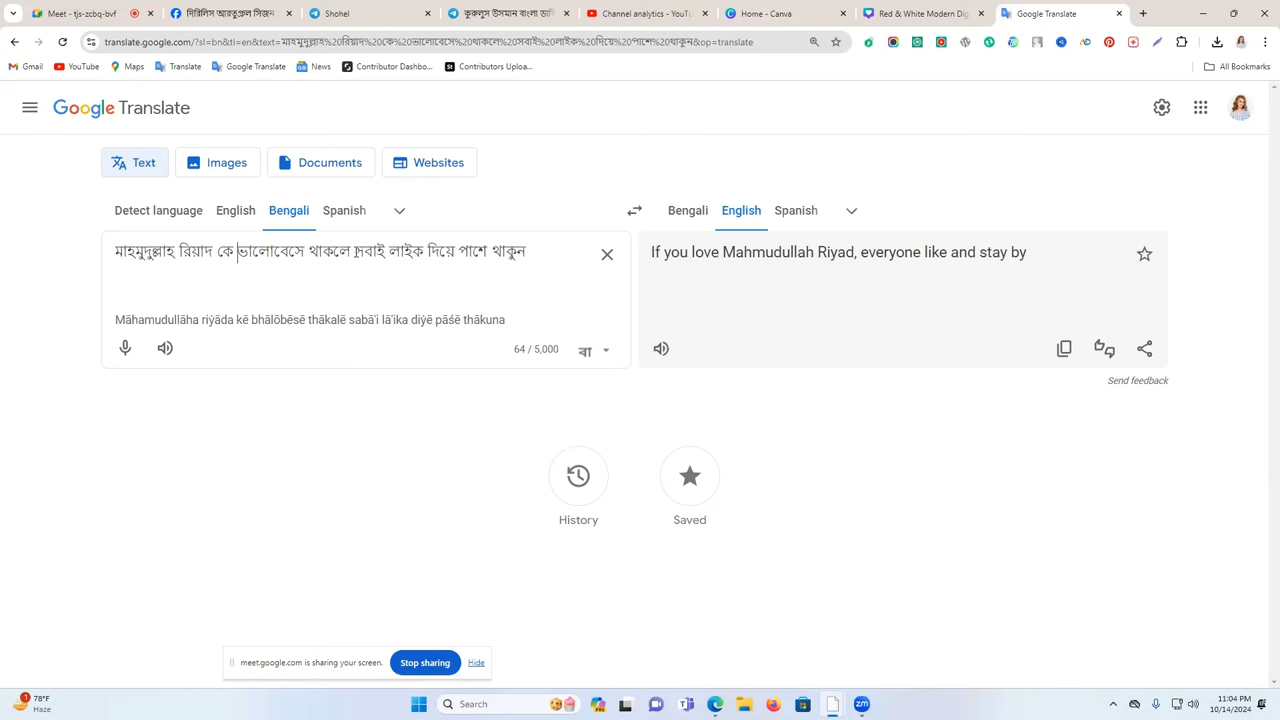 Meet - tjs-zcbq-bvf
দিরিলিস আরতুগ্রুল সিজন
Shohel
কুরুলুস উসমান বাংলা ডাবি
Channel analytics - YouTu
Home - Canva
Red & White Modern Dig
Google Translate
translate.google.com/?sl=bn&tl=en&text=মাহমুদুল্লাহ%20রিয়াদ%20কে%20ভালোবেসে%20থাকলে%20সবাই%20লাইক%20দিয়ে%20পাশে%20থাকুন&op=translate
Gmail YouTube Maps Translate Google Translate News Contributor Dashbo... Contributors Uploa... All Bookmarks
Google Translate
Text Images Documents Websites
Detect language English Bengali Spanish Bengali English Spanish
মাহমুদুল্লাহ রিয়াদ কে ভালোবেসে থাকলে সবাই লাইক দিয়ে পাশে থাকুন
If you love Mahmudullah Riyad, everyone like and stay by
Māhamudullāha riẏāda kē bhālōbēsē thākalē sabā'i lā'ika diẏē pāśē thākuna
64 / 5,000
বা
Send feedback
History Saved
meet.google.com is sharing your screen. Stop sharing Hide
1 78°F
Haze
Search
zm
11:04 PM
10/14/2024